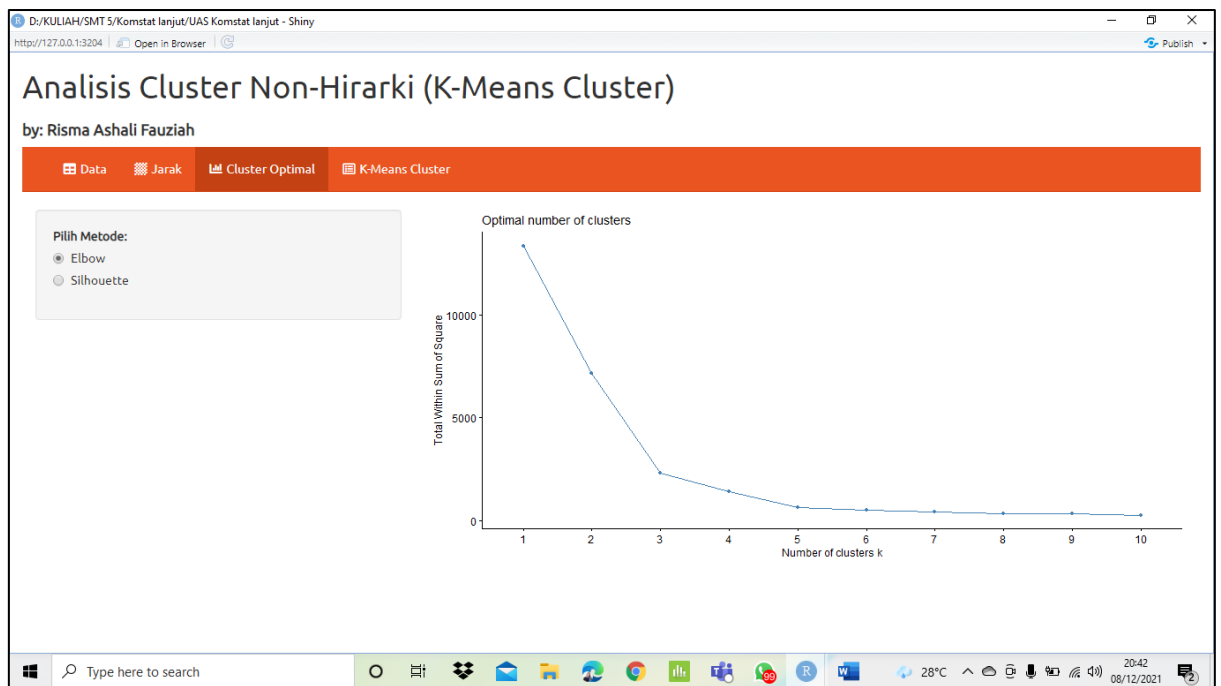 D:/KULIAH/SMT 5/Komstat lanjut/UAS Komstat lanjut - Shiny
http://127.0.0.1:3204 Open in Browser Publish
Analisis Cluster Non-Hirarki (K-Means Cluster)
by: Risma Ashali Fauziah
Data Jarak Cluster Optimal K-Means Cluster
Pilih Metode:
Elbow
Silhouette
Optimal number of clusters
Total Within Sum of Square
10000
5000
0
1 2 3 4 5 6 7 8 9 10
Number of clusters k
Type here to search
99
R
W
28°C
20:42
08/12/2021
2